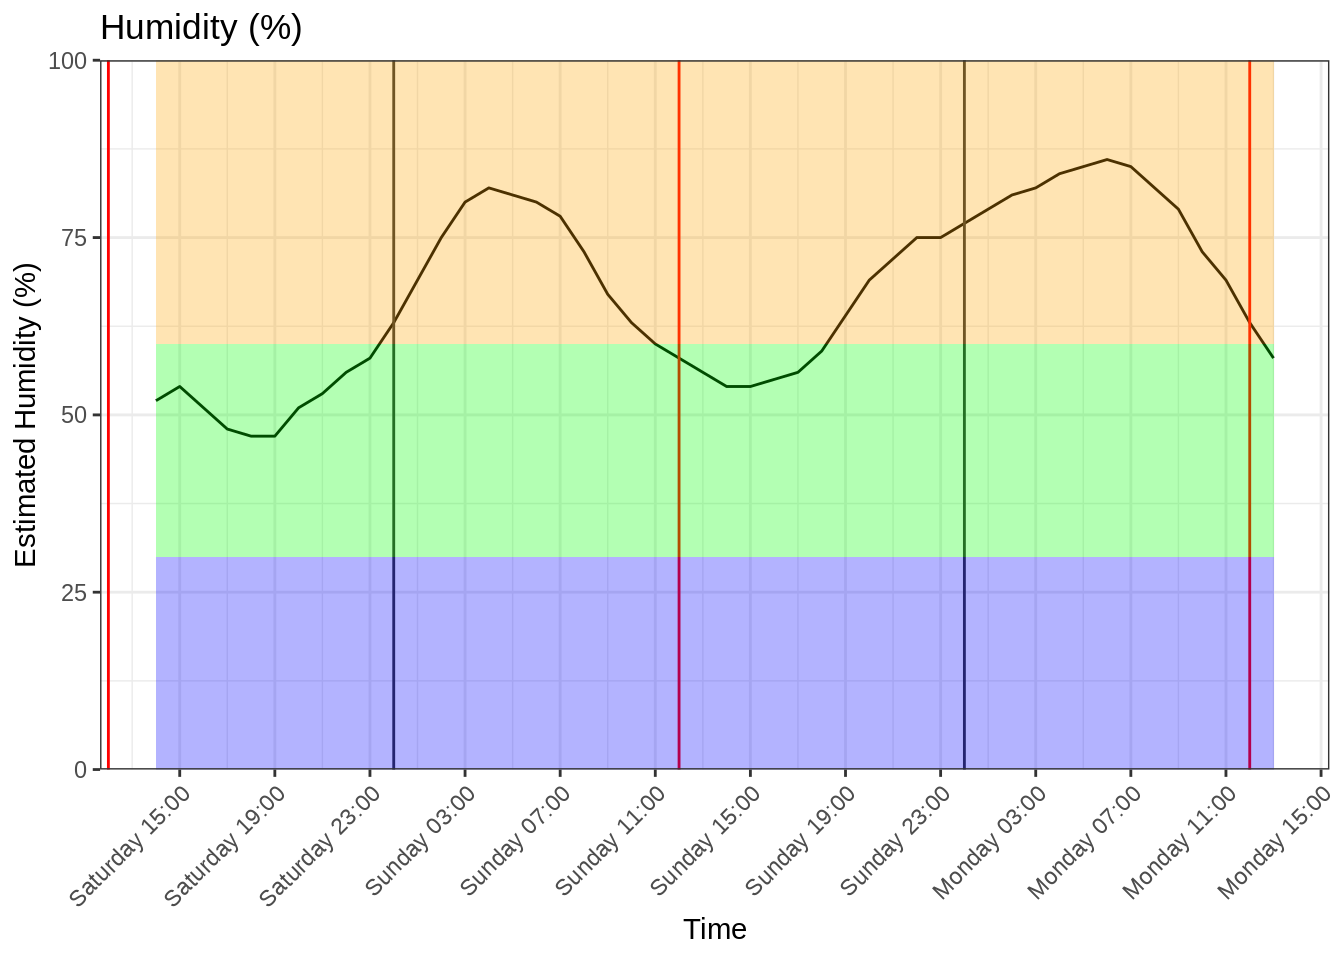 Humidity (%)
Estimated Humidity (%)
100
75
50
25
0
Saturday 15:00
Saturday 19:00
Saturday 23:00
Sunday 03:00
Sunday 07:00
Sunday 11:00
Sunday 15:00
Sunday 19:00
Sunday 23:00
Monday 03:00
Monday 07:00
Monday 11:00
Monday 15:00
Time